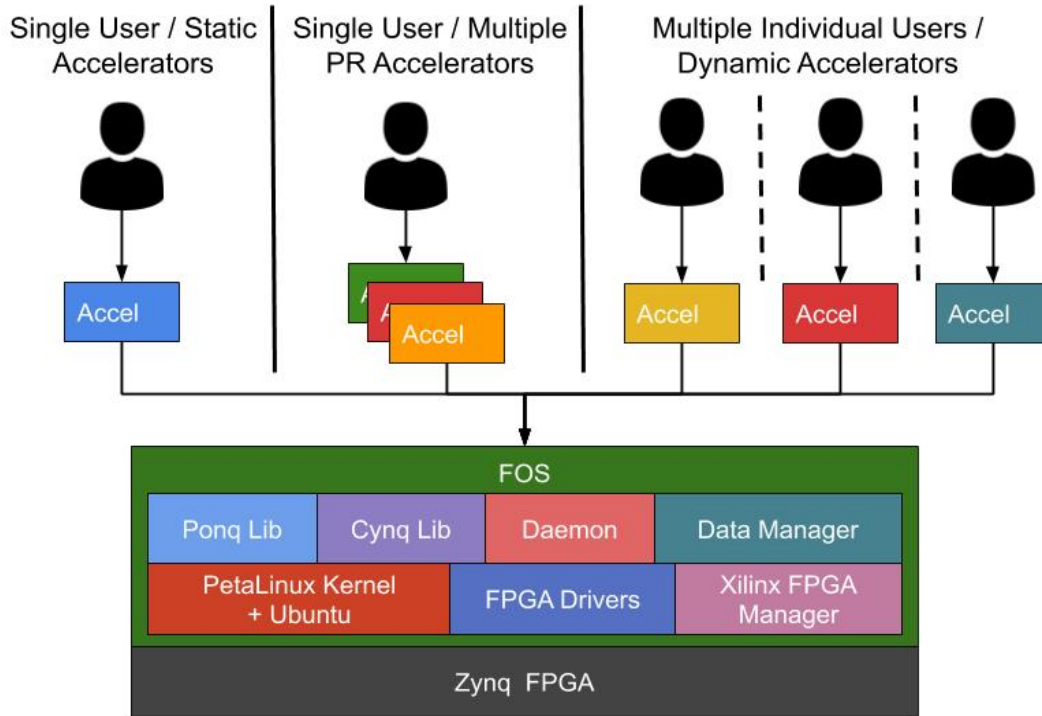 Single User / Static
Accelerators
Single User / Multiple
PR Accelerators
Multiple Individual Users /
Dynamic Accelerators
Accel
A
A
Accel
Accel
Accel
Accel
FOS
Ponq Lib
Cynq Lib
Daemon
Data Manager
PetaLinux Kernel
+ Ubuntu
FPGA Drivers
Xilinx FPGA
Manager
Zynq FPGA